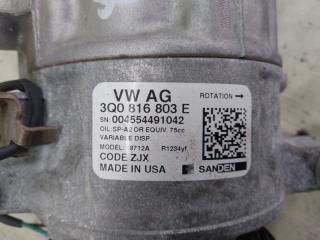 VW AG
ROTATION →
3Q0 816 803 E
SN: 004554491042
OIL:SP-A2 OR EQUIV. 75cc
VARIABLE DISP.
MODEL: 9712A R1234yf
CODE ZJX
MADE IN USA
SANDEN